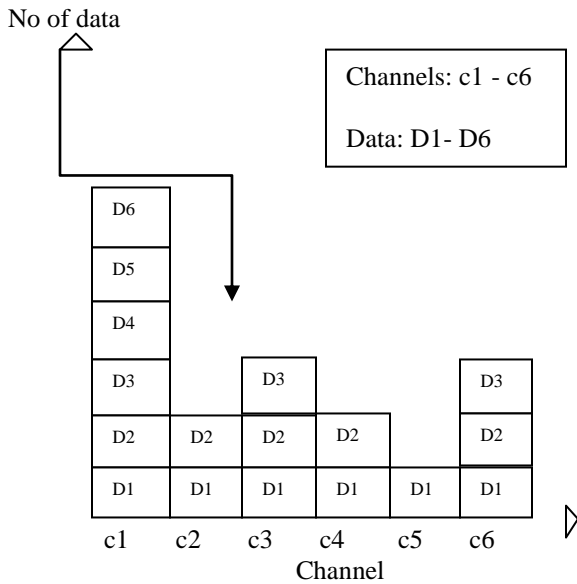 No of data
Channels: c1 - c6
Data: D1- D6
D6
D5
D4
D3 D3 D3
D2 D2 D2 D2 D2
D1 D1 D1 D1 D1 D1
c1 c2 c3 c4 c5 c6
Channel